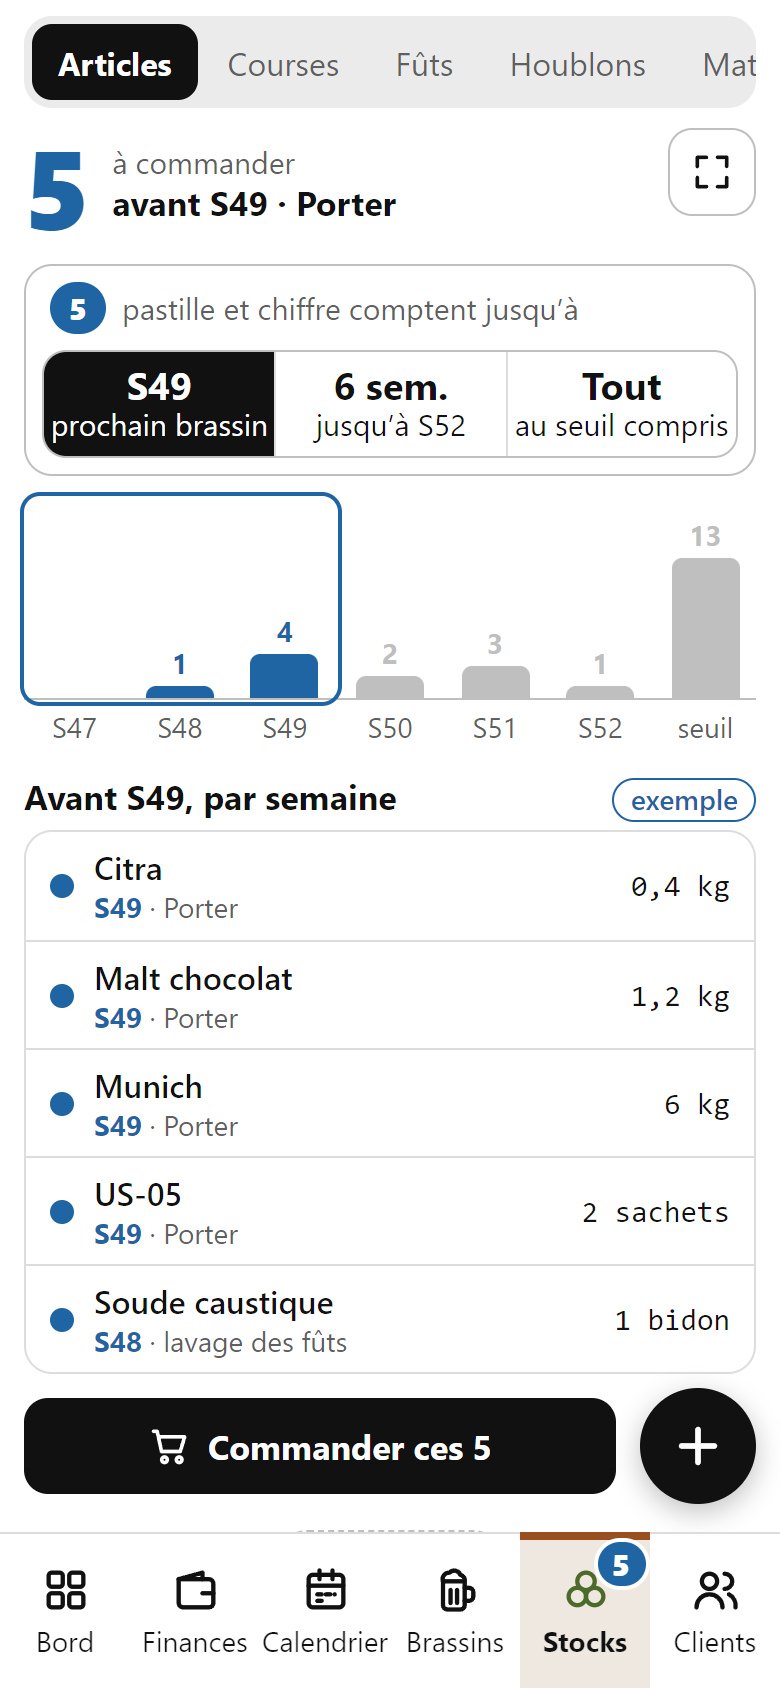 Articles Courses Fûts Houblons Mat
5
à commander
avant S49 · Porter
5 pastille et chiffre comptent jusqu’à
S49 6 sem. Tout
prochain brassin jusqu’à S52 au seuil compris
13
4
3
2
1
1
S47 S48 S49 S50 S51 S52 seuil
Avant S49, par semaine exemple
Citra
S49 · Porter
0,4 kg
Malt chocolat
S49 · Porter
1,2 kg
Munich
S49 · Porter
6 kg
US-05
S49 · Porter
2 sachets
Soude caustique
S48 · lavage des fûts
1 bidon
Commander ces 5
5
Bord Finances Calendrier Brassins Stocks Clients